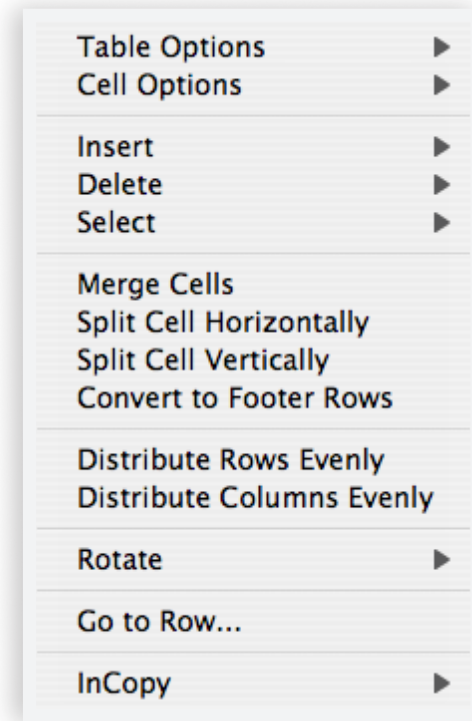 Table Options
Cell Options
Insert
Delete
Select
Merge Cells
Split Cell Horizontally
Split Cell Vertically
Convert to Footer Rows
Distribute Rows Evenly
Distribute Columns Evenly
Rotate
Go to Row...
InCopy